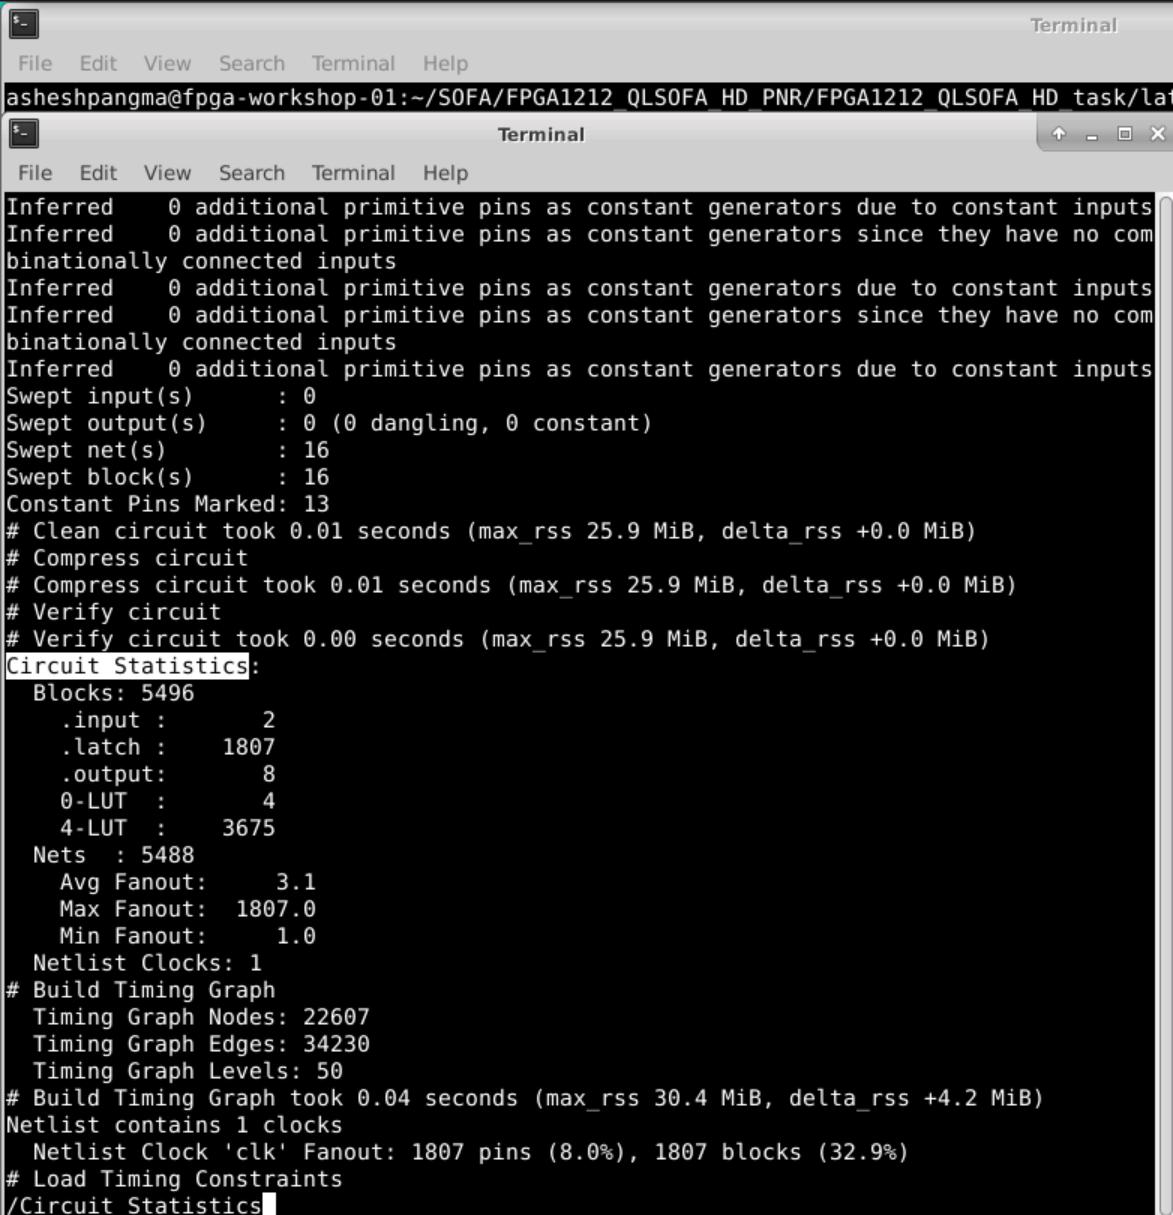 Terminal
File Edit View Search Terminal Help
asheshpangma@fpga-workshop-01:~/SOFA/FPGA1212_QLSOFA_HD_PNR/FPGA1212_QLSOFA_HD_task/lat
Terminal
File Edit View Search Terminal Help
Inferred    0 additional primitive pins as constant generators due to constant inputs
Inferred    0 additional primitive pins as constant generators since they have no com
binationally connected inputs
Inferred    0 additional primitive pins as constant generators due to constant inputs
Inferred    0 additional primitive pins as constant generators since they have no com
binationally connected inputs
Inferred    0 additional primitive pins as constant generators due to constant inputs
Swept input(s)      : 0
Swept output(s)     : 0 (0 dangling, 0 constant)
Swept net(s)        : 16
Swept block(s)      : 16
Constant Pins Marked: 13
# Clean circuit took 0.01 seconds (max_rss 25.9 MiB, delta_rss +0.0 MiB)
# Compress circuit
# Compress circuit took 0.01 seconds (max_rss 25.9 MiB, delta_rss +0.0 MiB)
# Verify circuit
# Verify circuit took 0.00 seconds (max_rss 25.9 MiB, delta_rss +0.0 MiB)
Circuit Statistics:
  Blocks: 5496
    .input :       2
    .latch :    1807
    .output:       8
    0-LUT  :       4
    4-LUT  :    3675
  Nets  : 5488
    Avg Fanout:     3.1
    Max Fanout:  1807.0
    Min Fanout:     1.0
  Netlist Clocks: 1
# Build Timing Graph
  Timing Graph Nodes: 22607
  Timing Graph Edges: 34230
  Timing Graph Levels: 50
# Build Timing Graph took 0.04 seconds (max_rss 30.4 MiB, delta_rss +4.2 MiB)
Netlist contains 1 clocks
  Netlist Clock 'clk' Fanout: 1807 pins (8.0%), 1807 blocks (32.9%)
# Load Timing Constraints
/Circuit Statistics